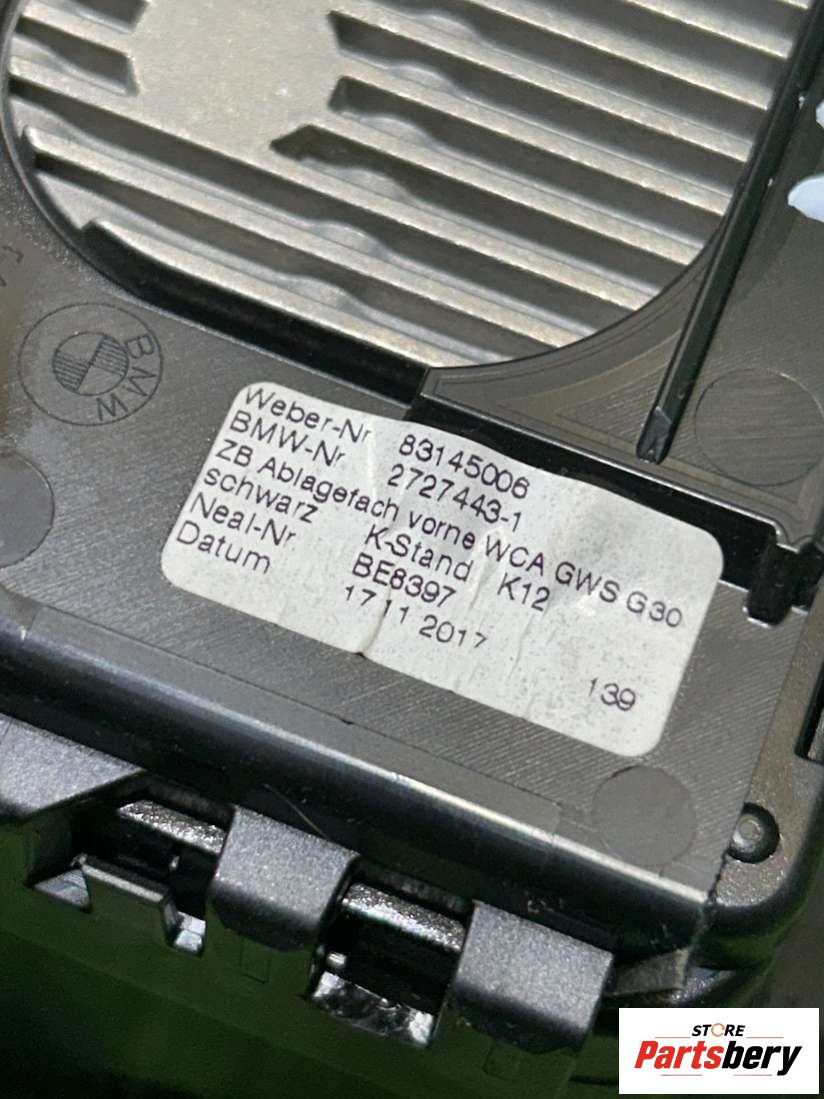 BMW
Weber-Nr 83145006
BMW-Nr 2727443-1
ZB Ablagefach vorne WCA GWS G30
schwarz K-Stand K12
Neal-Nr BE8397
Datum 17 11 2017
139
STORE
Partsbery